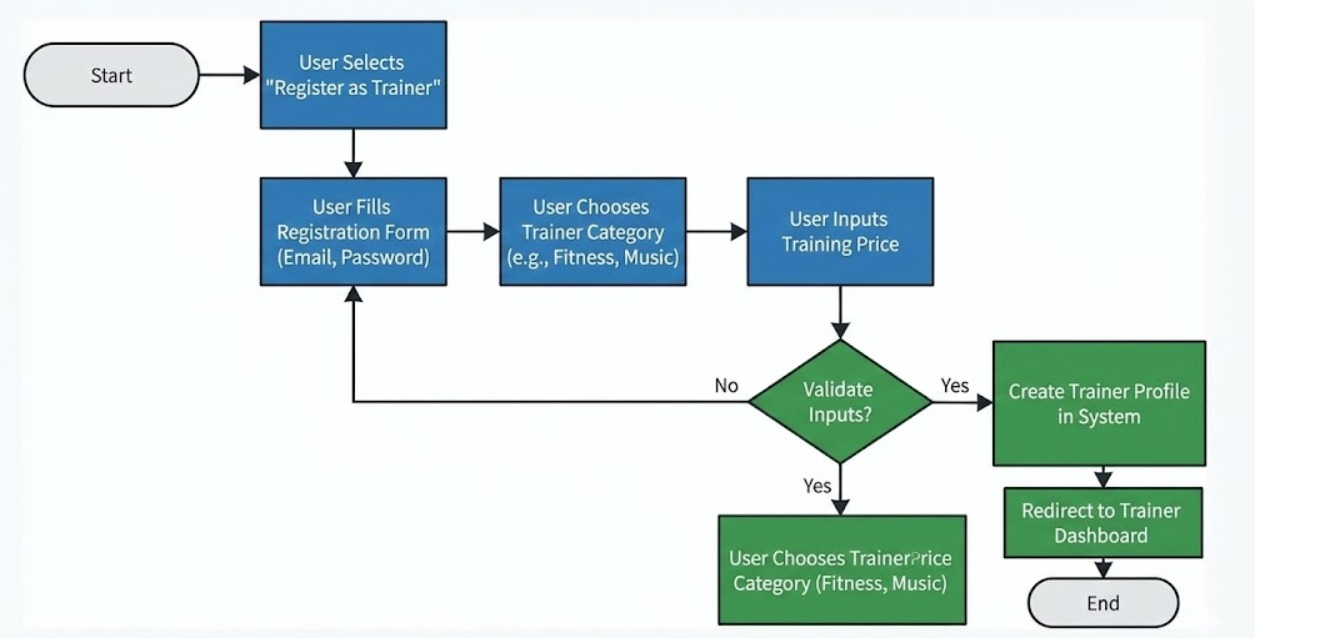 Start
User Selects
"Register as Trainer"
User Fills
Registration Form
(Email, Password)
User Chooses
Trainer Category
(e.g., Fitness, Music)
User Inputs
Training Price
No
Validate
Inputs?
Yes
Create Trainer Profile
in System
Yes
Redirect to Trainer
Dashboard
User Chooses
Category (Fitness, Music)
End